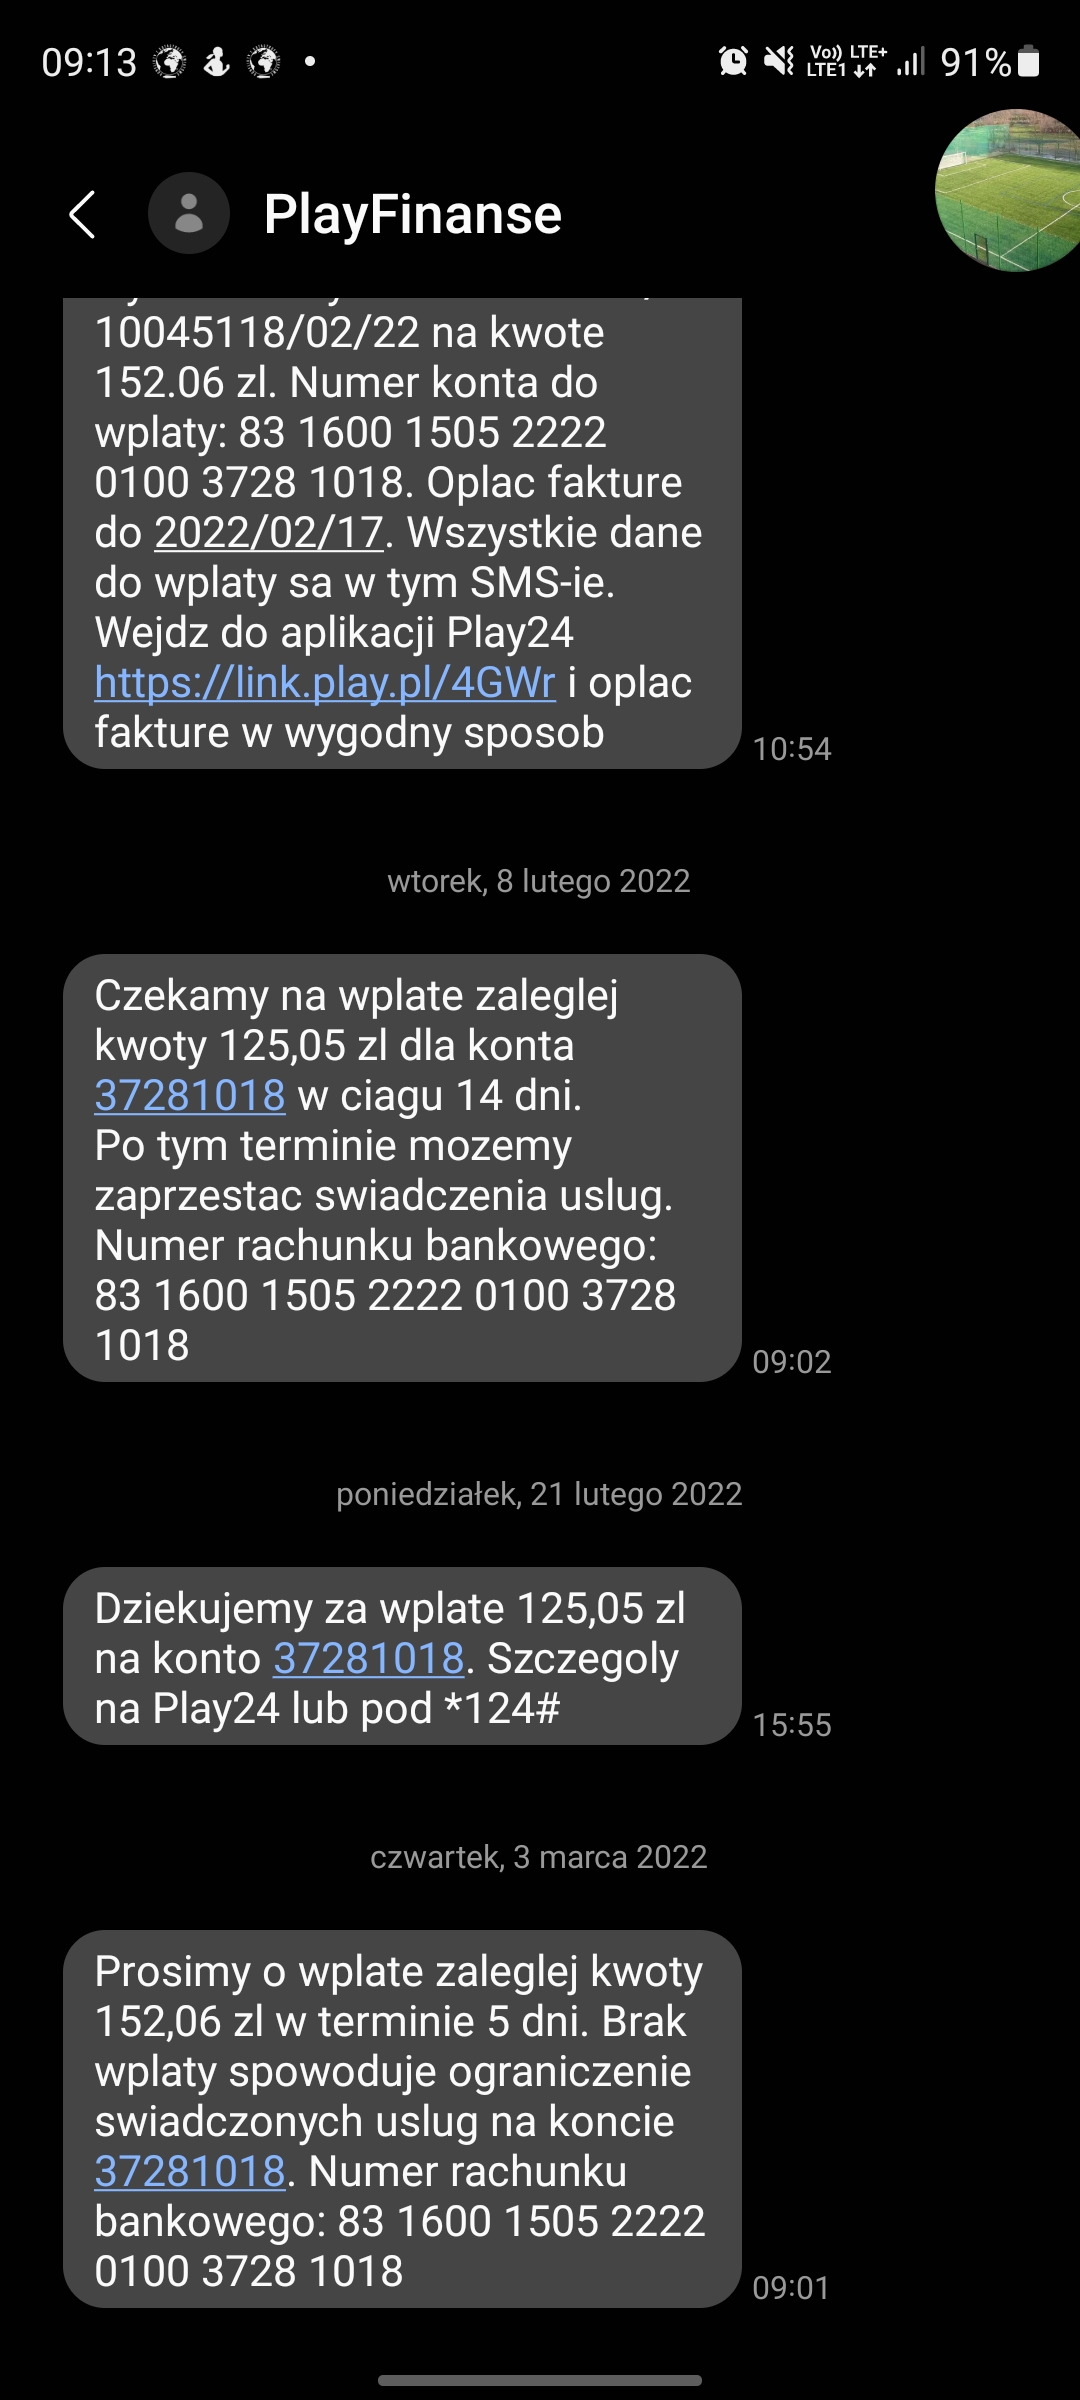 09:13
Vo)) LTE+
LTE1
91%
PlayFinanse
10045118/02/22 na kwote
152.06 zl. Numer konta do
wplaty: 83 1600 1505 2222
0100 3728 1018. Oplac fakture
do 2022/02/17. Wszystkie dane
do wplaty sa w tym SMS-ie.
Wejdz do aplikacji Play24
https://link.play.pl/4GWr i oplac
fakture w wygodny sposob
10:54
wtorek, 8 lutego 2022
Czekamy na wplate zaleglej
kwoty 125,05 zl dla konta
37281018 w ciagu 14 dni.
Po tym terminie mozemy
zaprzestac swiadczenia uslug.
Numer rachunku bankowego:
83 1600 1505 2222 0100 3728
1018
09:02
poniedziałek, 21 lutego 2022
Dziekujemy za wplate 125,05 zl
na konto 37281018. Szczegoly
na Play24 lub pod *124#
15:55
czwartek, 3 marca 2022
Prosimy o wplate zaleglej kwoty
152,06 zl w terminie 5 dni. Brak
wplaty spowoduje ograniczenie
swiadczonych uslug na koncie
37281018. Numer rachunku
bankowego: 83 1600 1505 2222
0100 3728 1018
09:01